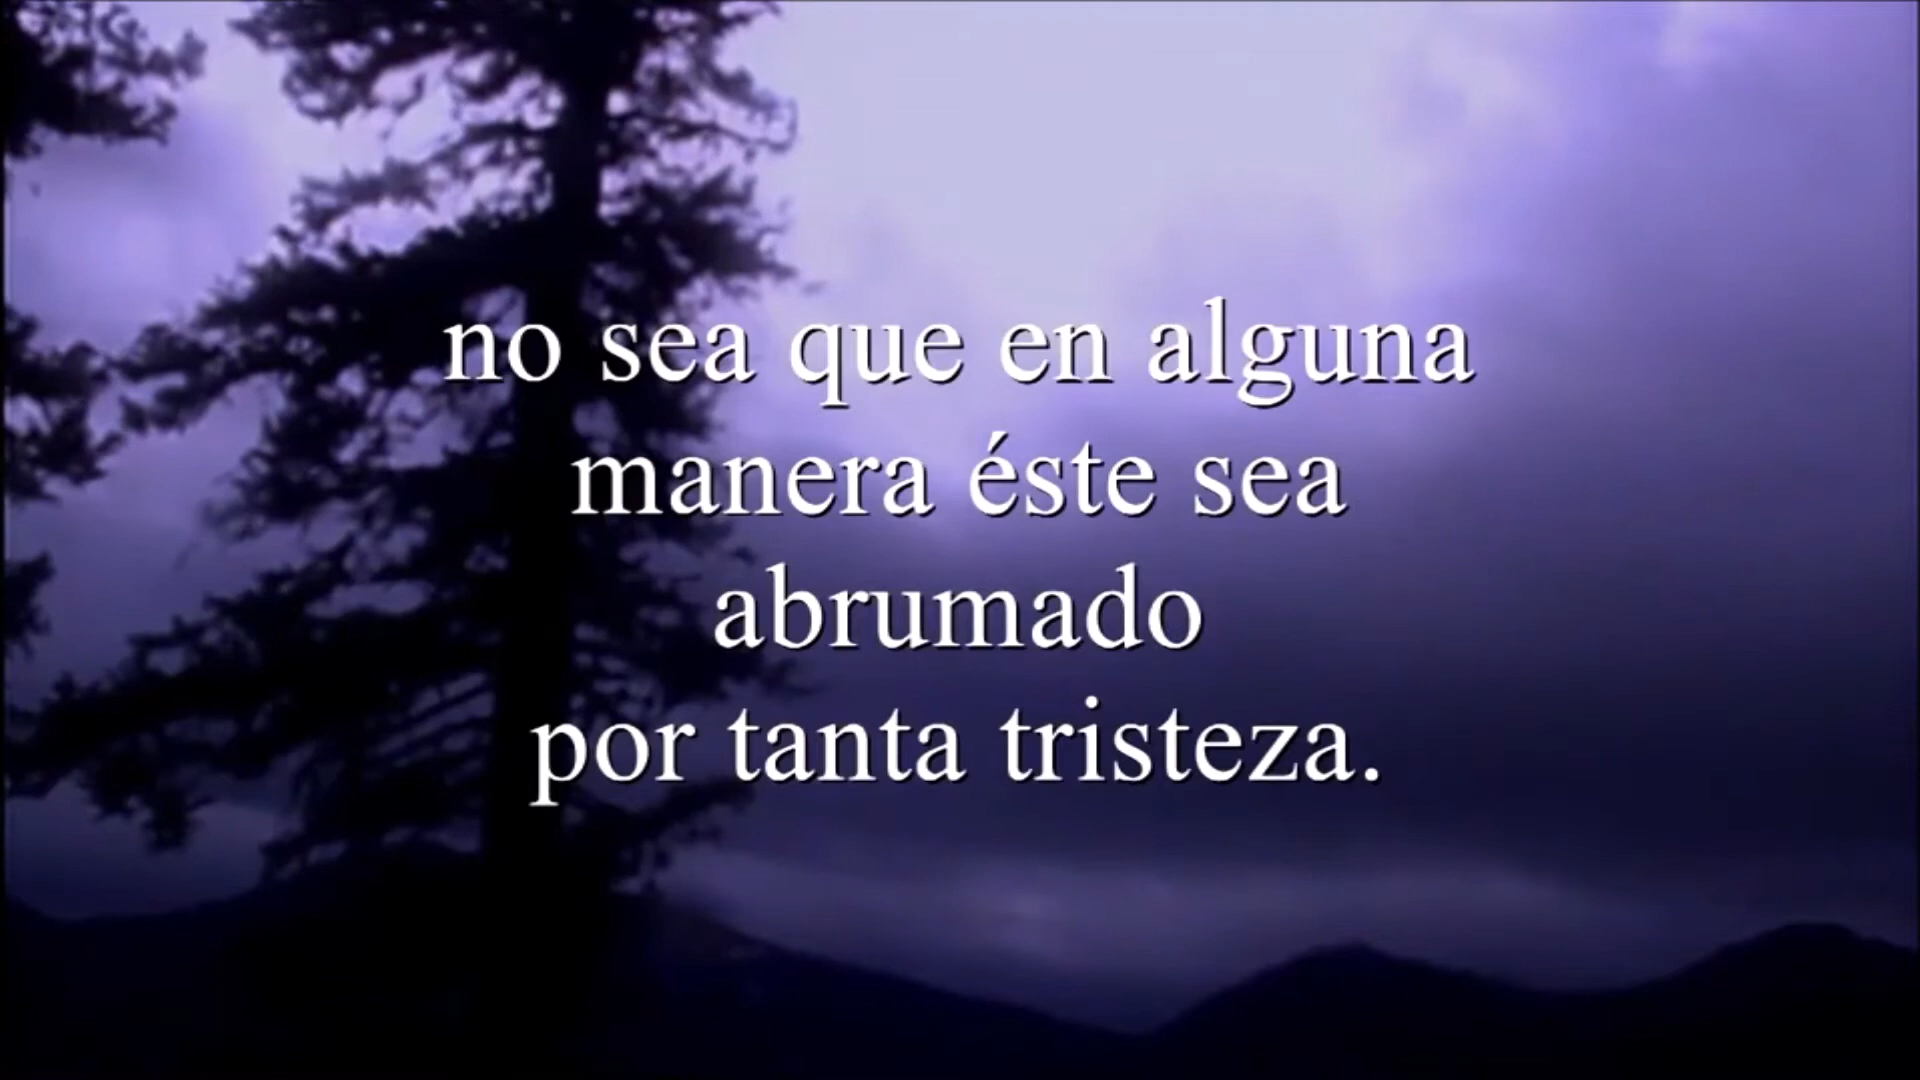 no sea que en alguna
manera éste sea
abrumado
por tanta tristeza.